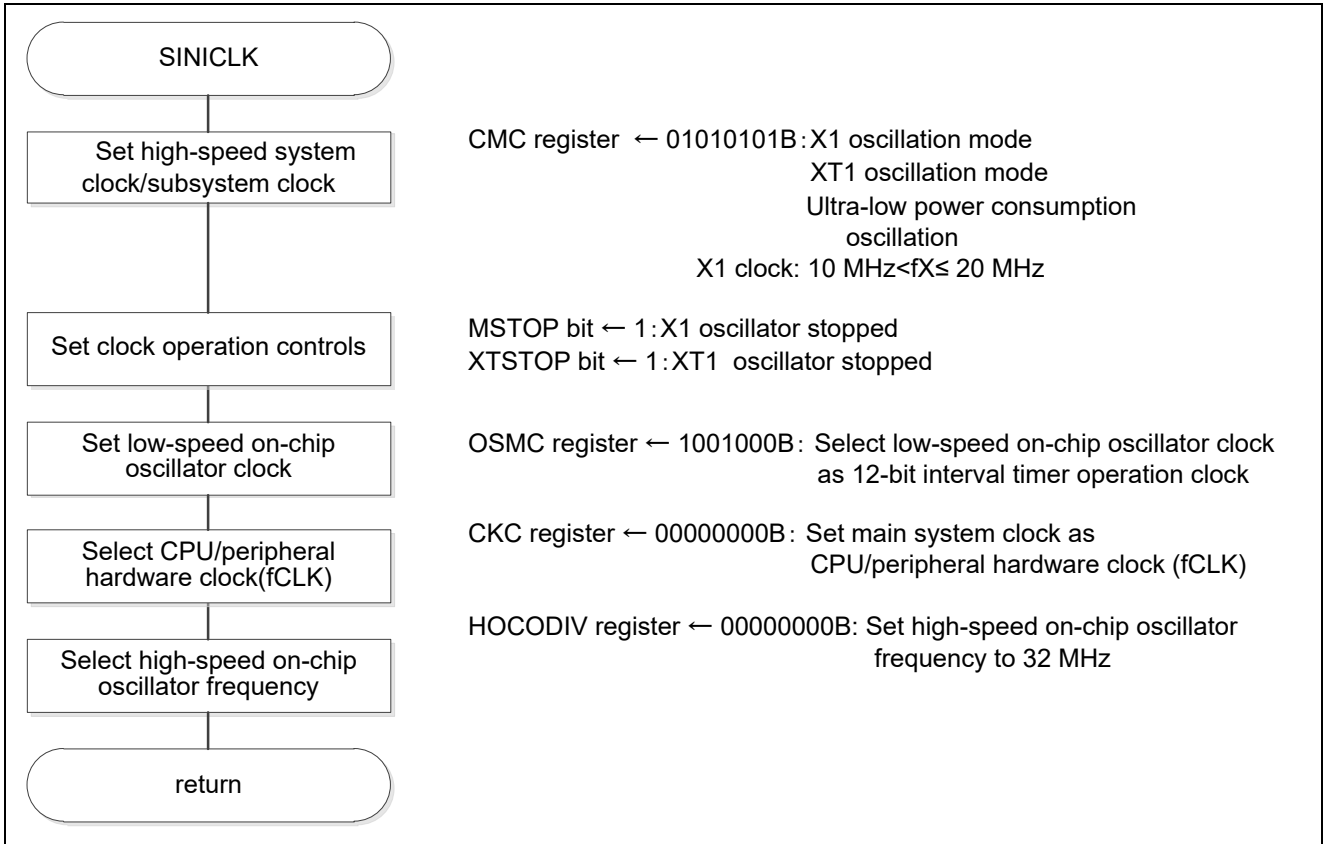 SINICLK
Set high-speed system
clock/subsystem clock
CMC register ← 01010101B:X1 oscillation mode
XT1 oscillation mode
Ultra-low power consumption
oscillation
X1 clock: 10 MHz<fX≤ 20 MHz
Set clock operation controls
MSTOP bit ← 1:X1 oscillator stopped
XTSTOP bit ← 1:XT1 oscillator stopped
Set low-speed on-chip
oscillator clock
OSMC register ← 1001000B: Select low-speed on-chip oscillator clock
as 12-bit interval timer operation clock
Select CPU/peripheral
hardware clock(fCLK)
CKC register ← 00000000B: Set main system clock as
CPU/peripheral hardware clock (fCLK)
Select high-speed on-chip
oscillator frequency
HOCODIV register ← 00000000B: Set high-speed on-chip oscillator
frequency to 32 MHz
return